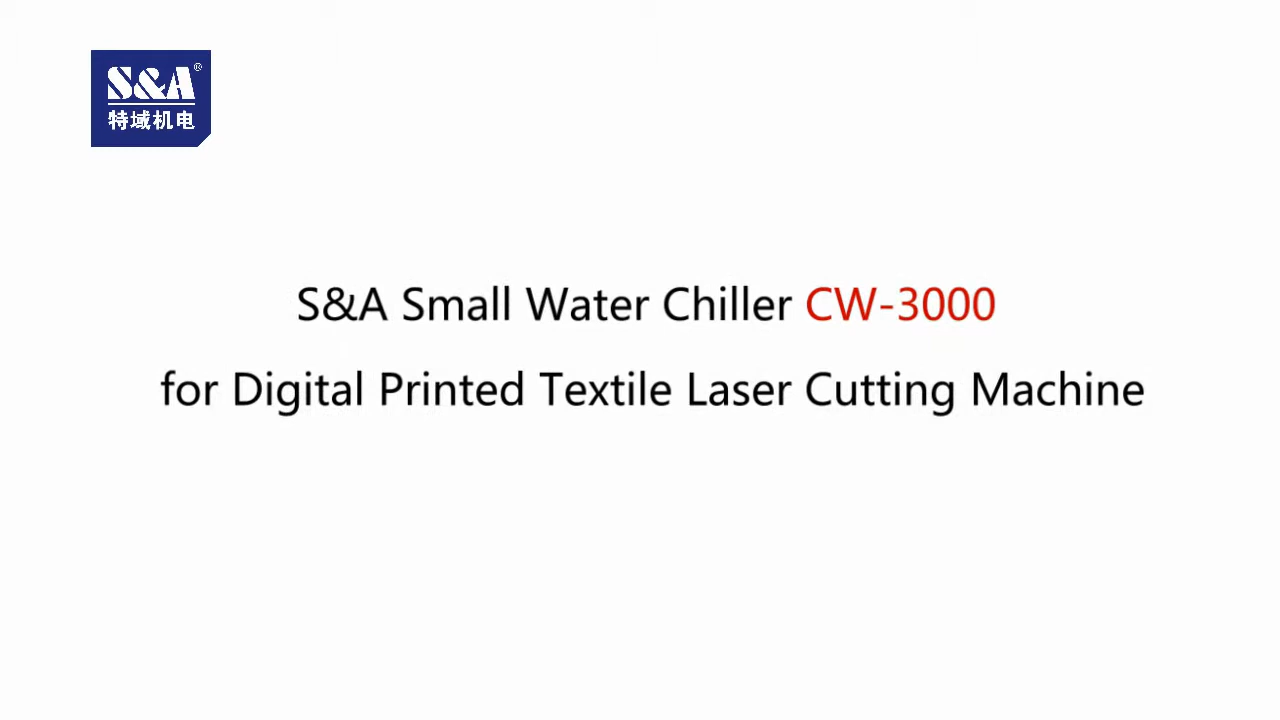 S&A®
特域机电
S&A Small Water Chiller CW-3000
for Digital Printed Textile Laser Cutting Machine